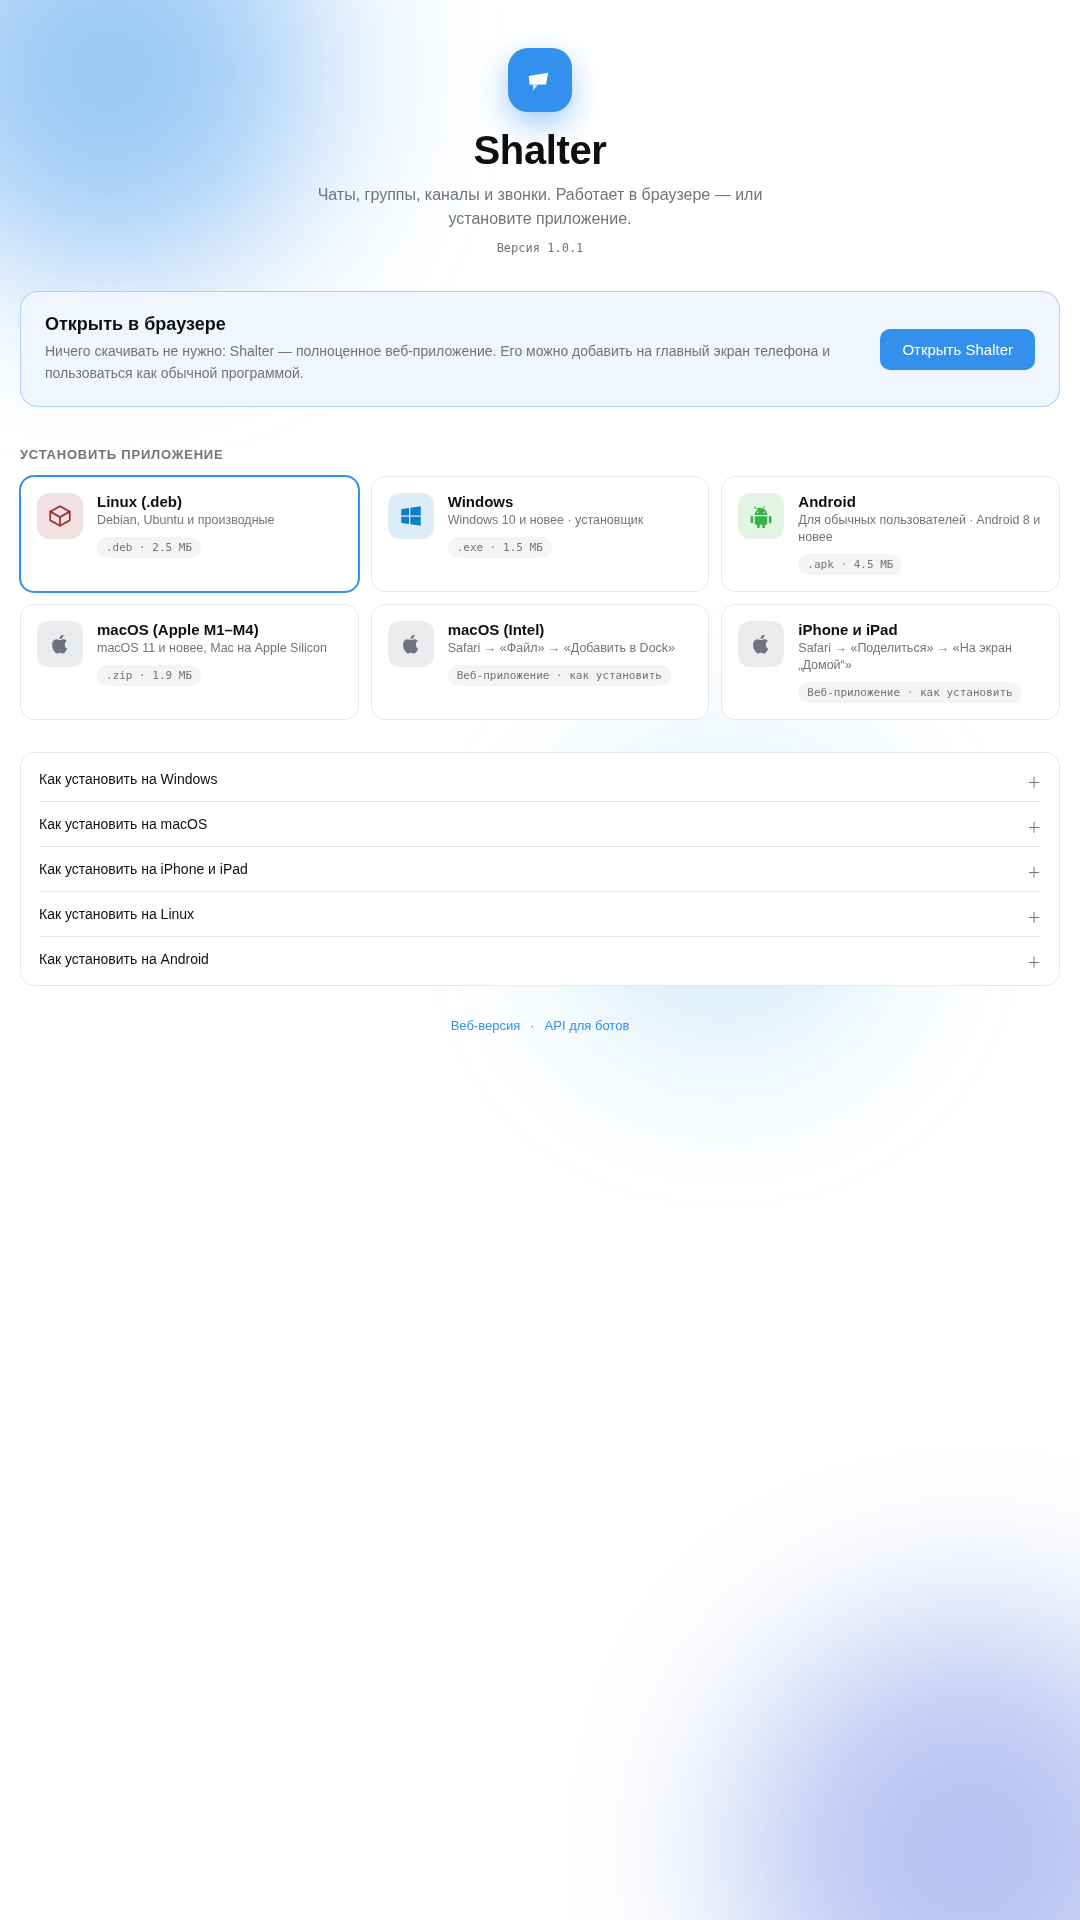 Shalter
Чаты, группы, каналы и звонки. Работает в браузере — или
установите приложение.
Версия 1.0.1
Открыть в браузере
Ничего скачивать не нужно: Shalter — полноценное веб-приложение. Его можно добавить на главный экран телефона и
пользоваться как обычной программой.
Открыть Shalter
УСТАНОВИТЬ ПРИЛОЖЕНИЕ
Linux (.deb)
Debian, Ubuntu и производные
.deb · 2.5 МБ
Windows
Windows 10 и новее · установщик
.exe · 1.5 МБ
Android
Для обычных пользователей · Android 8 и
новее
.apk · 4.5 МБ
macOS (Apple M1–M4)
macOS 11 и новее, Mac на Apple Silicon
.zip · 1.9 МБ
macOS (Intel)
Safari → «Файл» → «Добавить в Dock»
Веб-приложение · как установить
iPhone и iPad
Safari → «Поделиться» → «На экран
„Домой“»
Веб-приложение · как установить
Как установить на Windows
Как установить на macOS
Как установить на iPhone и iPad
Как установить на Linux
Как установить на Android
Веб-версия · API для ботов